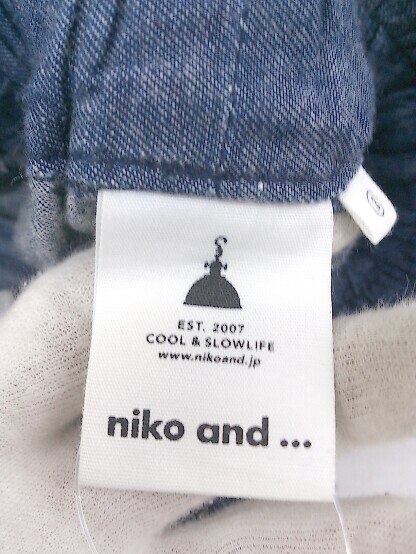 EST. 2007
COOL & SLOWLIFE
www.nikoand.jp
niko and ...